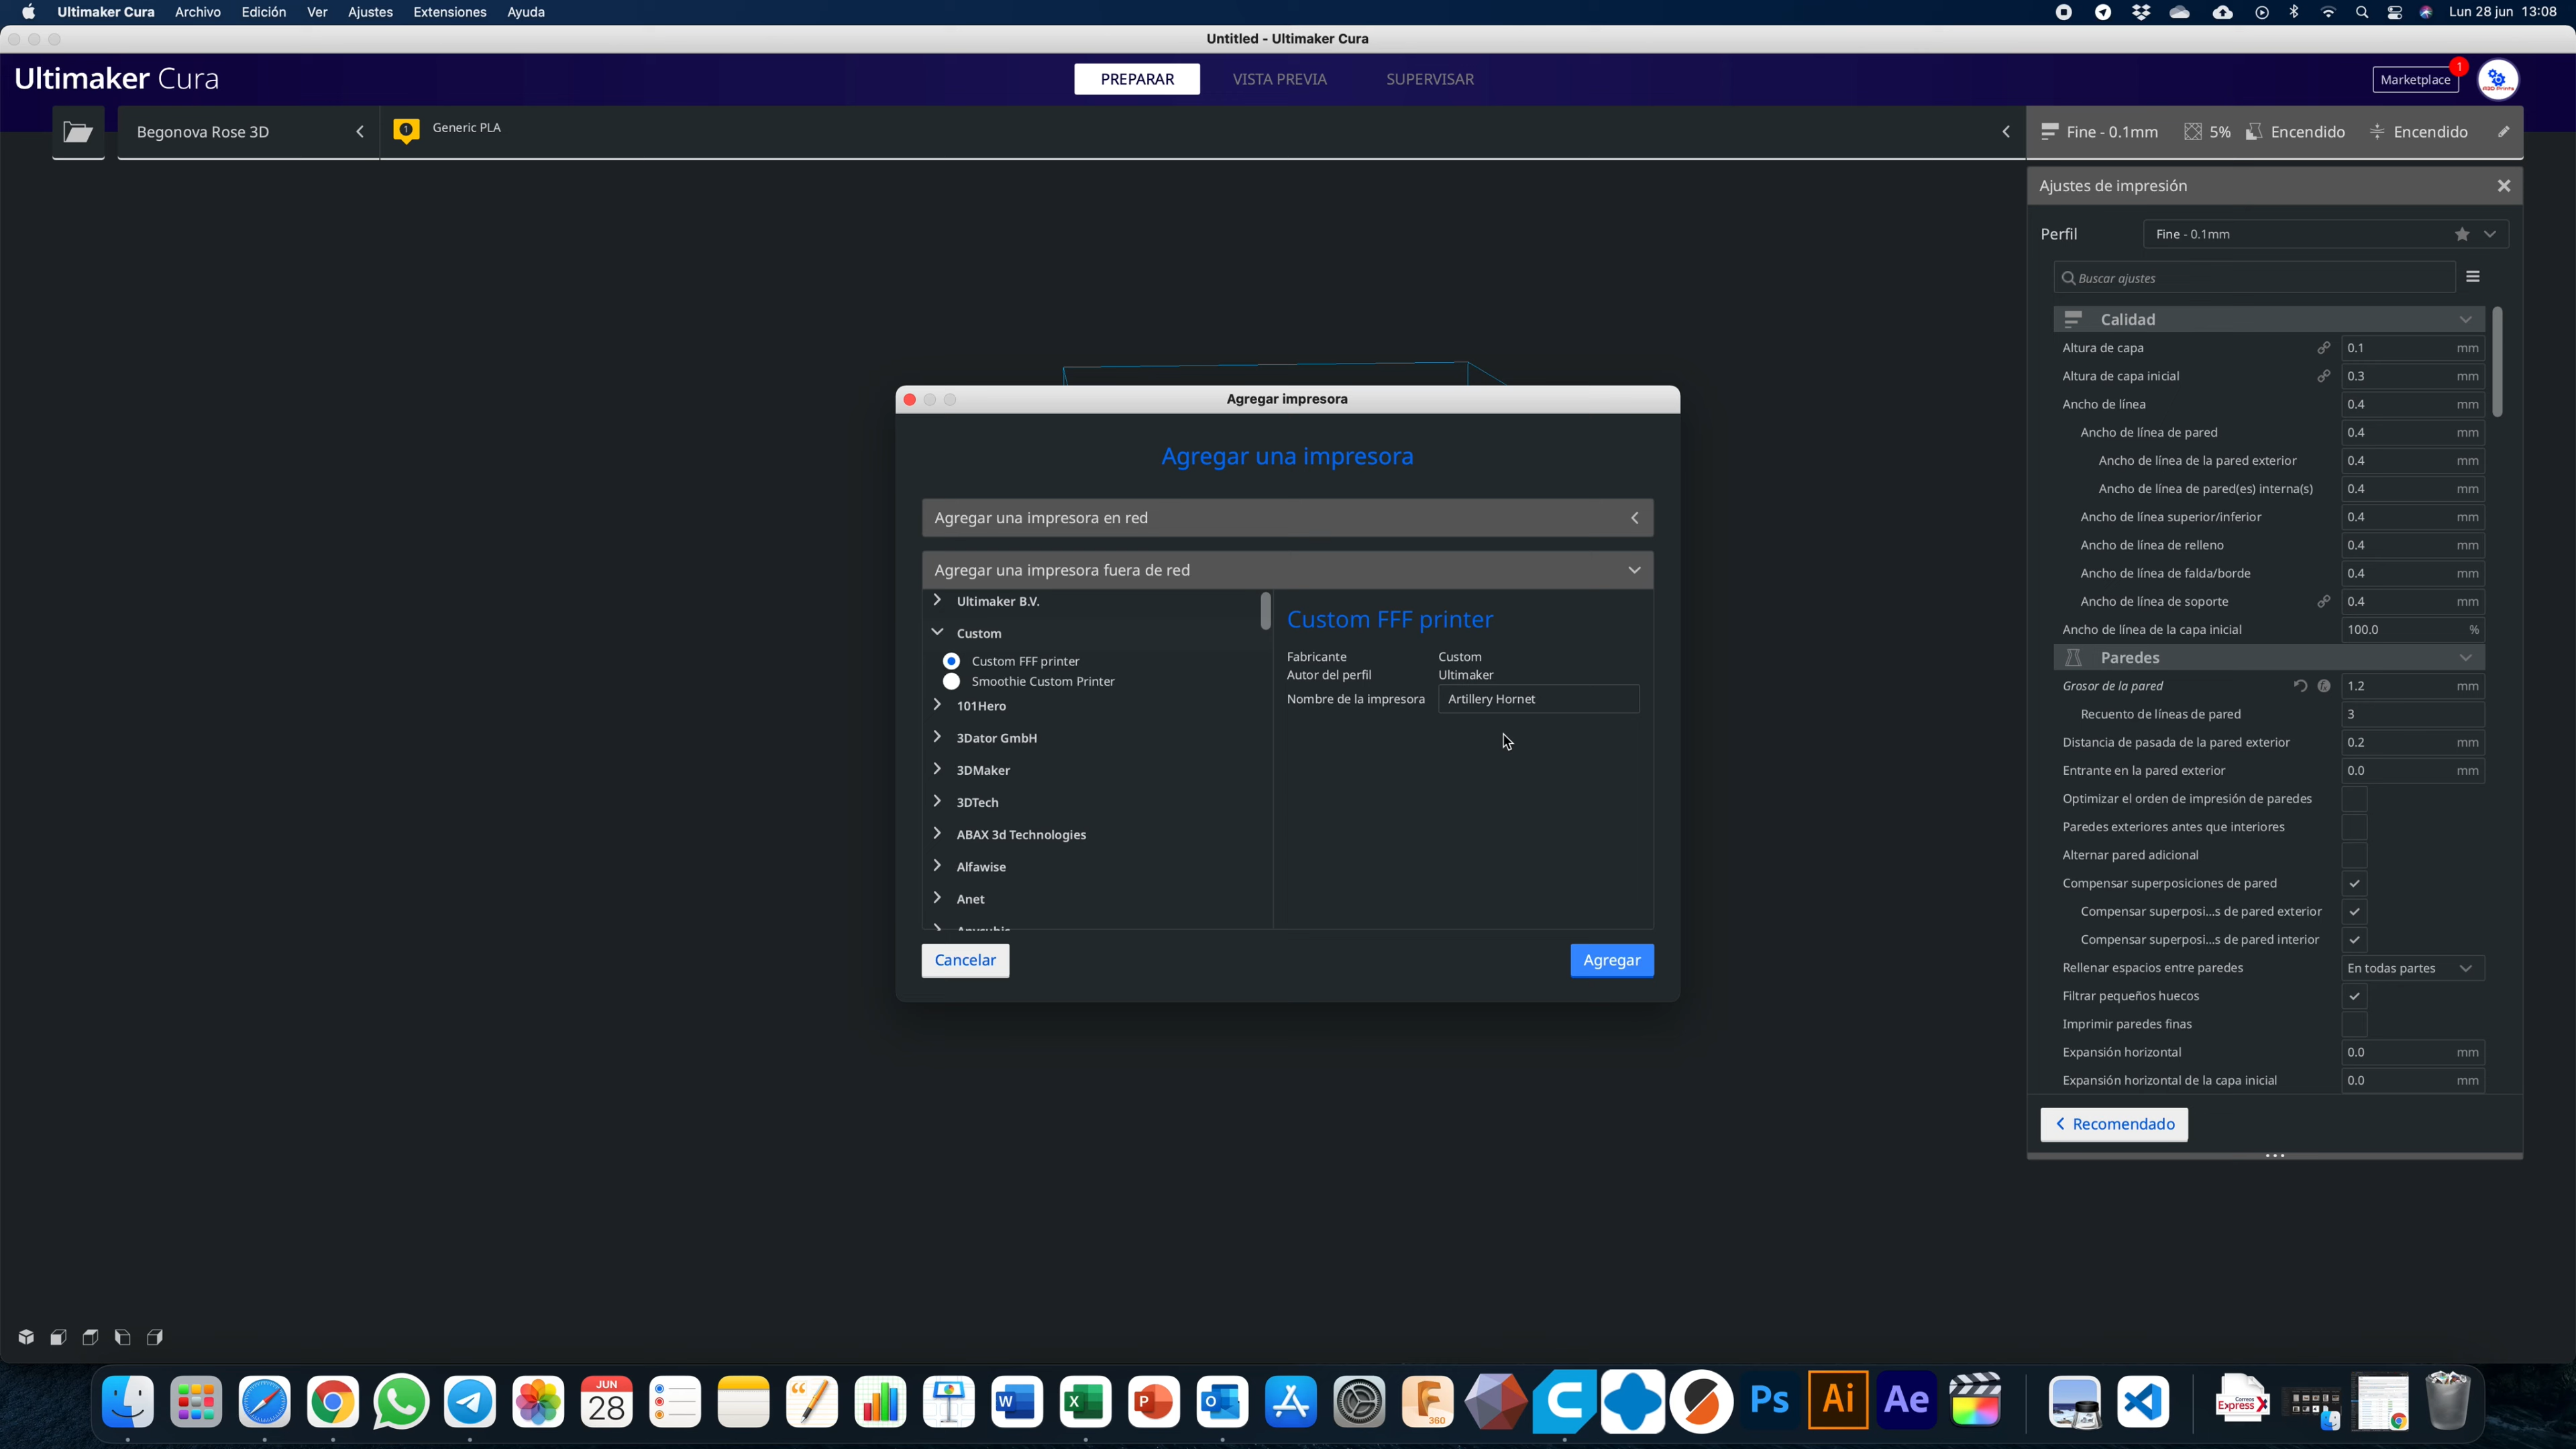 Ultimaker Cura Archivo Edición Ver Ajustes Extensiones Ayuda
Lun 28 jun 13:08
Untitled - Ultimaker Cura
Ultimaker Cura
PREPARAR
VISTA PREVIA
SUPERVISAR
Marketplace
1
Begonova Rose 3D
1
Generic PLA
Fine - 0.1mm
5%
Encendido
Encendido
Ajustes de impresión
Perfil
Fine - 0.1mm
Buscar ajustes
Calidad
Altura de capa 0.1 mm
Altura de capa inicial 0.3 mm
Ancho de línea 0.4 mm
Ancho de línea de pared 0.4 mm
Ancho de línea de la pared exterior 0.4 mm
Ancho de línea de pared(es) interna(s) 0.4 mm
Ancho de línea superior/inferior 0.4 mm
Ancho de línea de relleno 0.4 mm
Ancho de línea de falda/borde 0.4 mm
Ancho de línea de soporte 0.4 mm
Ancho de línea de la capa inicial 100.0 %
Paredes
Grosor de la pared 1.2 mm
Recuento de líneas de pared 3
Distancia de pasada de la pared exterior 0.2 mm
Entrante en la pared exterior 0.0 mm
Optimizar el orden de impresión de paredes
Paredes exteriores antes que interiores
Alternar pared adicional
Compensar superposiciones de pared
Compensar superposi...s de pared exterior
Compensar superposi...s de pared interior
Rellenar espacios entre paredes En todas partes
Filtrar pequeños huecos
Imprimir paredes finas
Expansión horizontal 0.0 mm
Expansión horizontal de la capa inicial 0.0 mm
Recomendado
Agregar impresora
Agregar una impresora
Agregar una impresora en red
Agregar una impresora fuera de red
Ultimaker B.V.
Custom
Custom FFF printer
Smoothie Custom Printer
101Hero
3Dator GmbH
3DMaker
3DTech
ABAX 3d Technologies
Alfawise
Anet
Custom FFF printer
Fabricante Custom
Autor del perfil Ultimaker
Nombre de la impresora Artillery Hornet
Cancelar
Agregar
JUN
28
W
X
P
O
360
Ps
Ai
Ae
Correos
Express